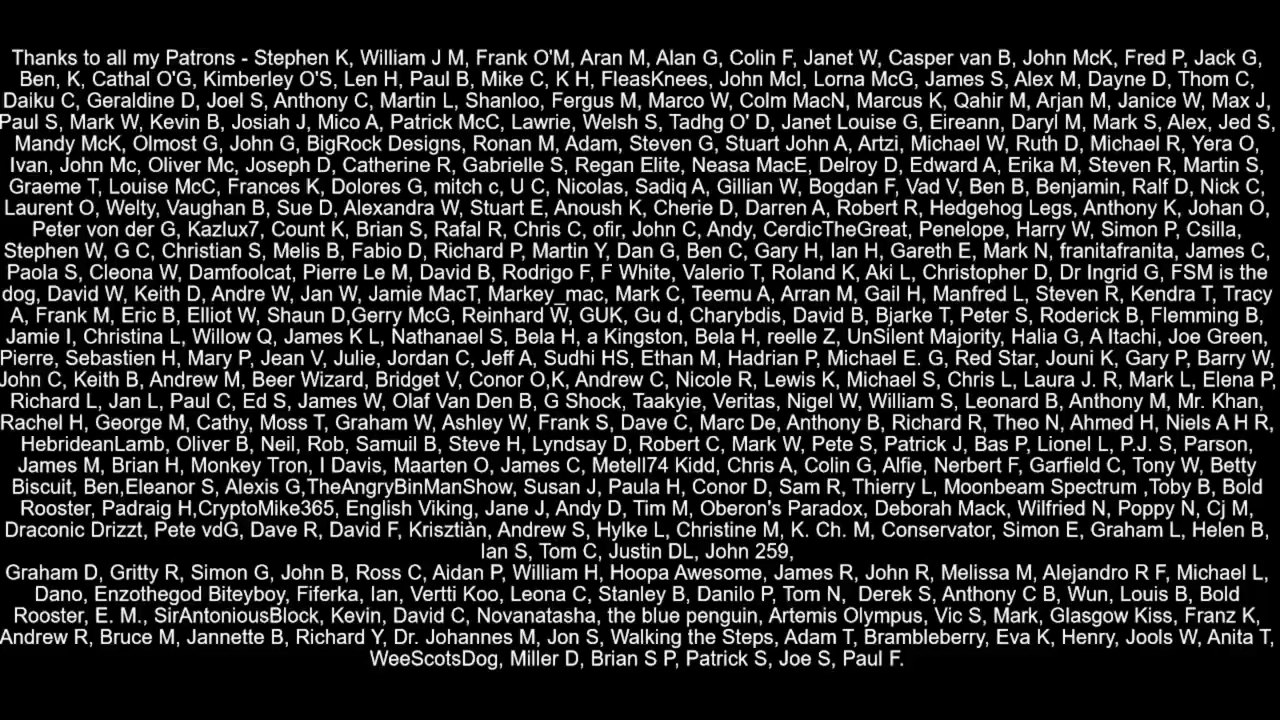 Thanks to all my Patrons - Stephen K, William J M, Frank O'M, Aran M, Alan G, Colin F, Janet W, Casper van B, John McK, Fred P, Jack G,
Ben, K, Cathal O'G, Kimberley O'S, Len H, Paul B, Mike C, K H, FleasKnees, John McI, Lorna McG, James S, Alex M, Dayne D, Thom C,
Daiku C, Geraldine D, Joel S, Anthony C, Martin L, Shanloo, Fergus M, Marco W, Colm MacN, Marcus K, Qahir M, Arjan M, Janice W, Max J,
Paul S, Mark W, Kevin B, Josiah J, Mico A, Patrick McC, Lawrie, Welsh S, Tadhg O' D, Janet Louise G, Eireann, Daryl M, Mark S, Alex, Jed S,
Mandy McK, Olmost G, John G, BigRock Designs, Ronan M, Adam, Steven G, Stuart John A, Artzi, Michael W, Ruth D, Michael R, Yera O,
Ivan, John Mc, Oliver Mc, Joseph D, Catherine R, Gabrielle S, Regan Elite, Neasa MacE, Delroy D, Edward A, Erika M, Steven R, Martin S,
Graeme T, Louise McC, Frances K, Dolores G, mitch c, U C, Nicolas, Sadiq A, Gillian W, Bogdan F, Vad V, Ben B, Benjamin, Ralf D, Nick C,
Laurent O, Welty, Vaughan B, Sue D, Alexandra W, Stuart E, Anoush K, Cherie D, Darren A, Robert R, Hedgehog Legs, Anthony K, Johan O,
Peter von der G, Kazlux7, Count K, Brian S, Rafal R, Chris C, ofir, John C, Andy, CerdicTheGreat, Penelope, Harry W, Simon P, Csilla,
Stephen W, G C, Christian S, Melis B, Fabio D, Richard P, Martin Y, Dan G, Ben C, Gary H, Ian H, Gareth E, Mark N, franitafranita, James C,
Paola S, Cleona W, Damfoolcat, Pierre Le M, David B, Rodrigo F, F White, Valerio T, Roland K, Aki L, Christopher D, Dr Ingrid G, FSM is the
dog, David W, Keith D, Andre W, Jan W, Jamie MacT, Markey_mac, Mark C, Teemu A, Arran M, Gail H, Manfred L, Steven R, Kendra T, Tracy
A, Frank M, Eric B, Elliot W, Shaun D,Gerry McG, Reinhard W, GUK, Gu d, Charybdis, David B, Bjarke T, Peter S, Roderick B, Flemming B,
Jamie I, Christina L, Willow Q, James K L, Nathanael S, Bela H, a Kingston, Bela H, reelle Z, UnSilent Majority, Halia G, A Itachi, Joe Green,
Pierre, Sebastien H, Mary P, Jean V, Julie, Jordan C, Jeff A, Sudhi HS, Ethan M, Hadrian P, Michael E. G, Red Star, Jouni K, Gary P, Barry W,
John C, Keith B, Andrew M, Beer Wizard, Bridget V, Conor O,K, Andrew C, Nicole R, Lewis K, Michael S, Chris L, Laura J. R, Mark L, Elena P,
Richard L, Jan L, Paul C, Ed S, James W, Olaf Van Den B, G Shock, Taakyie, Veritas, Nigel W, William S, Leonard B, Anthony M, Mr. Khan,
Rachel H, George M, Cathy, Moss T, Graham W, Ashley W, Frank S, Dave C, Marc De, Anthony B, Richard R, Theo N, Ahmed H, Niels A H R,
HebrideanLamb, Oliver B, Neil, Rob, Samuil B, Steve H, Lyndsay D, Robert C, Mark W, Pete S, Patrick J, Bas P, Lionel L, P.J. S, Parson,
James M, Brian H, Monkey Tron, I Davis, Maarten O, James C, Metell74 Kidd, Chris A, Colin G, Alfie, Nerbert F, Garfield C, Tony W, Betty
Biscuit, Ben,Eleanor S, Alexis G,TheAngryBinManShow, Susan J, Paula H, Conor D, Sam R, Thierry L, Moonbeam Spectrum ,Toby B, Bold
Rooster, Padraig H,CryptoMike365, English Viking, Jane J, Andy D, Tim M, Oberon's Paradox, Deborah Mack, Wilfried N, Poppy N, Cj M,
Draconic Drizzt, Pete vdG, Dave R, David F, Krisztiàn, Andrew S, Hylke L, Christine M, K. Ch. M, Conservator, Simon E, Graham L, Helen B,
Ian S, Tom C, Justin DL, John 259,
Graham D, Gritty R, Simon G, John B, Ross C, Aidan P, William H, Hoopa Awesome, James R, John R, Melissa M, Alejandro R F, Michael L,
Dano, Enzothegod Biteyboy, Fiferka, Ian, Vertti Koo, Leona C, Stanley B, Danilo P, Tom N, Derek S, Anthony C B, Wun, Louis B, Bold
Rooster, E. M., SirAntoniousBlock, Kevin, David C, Novanatasha, the blue penguin, Artemis Olympus, Vic S, Mark, Glasgow Kiss, Franz K,
Andrew R, Bruce M, Jannette B, Richard Y, Dr. Johannes M, Jon S, Walking the Steps, Adam T, Brambleberry, Eva K, Henry, Jools W, Anita T,
WeeScotsDog, Miller D, Brian S P, Patrick S, Joe S, Paul F.